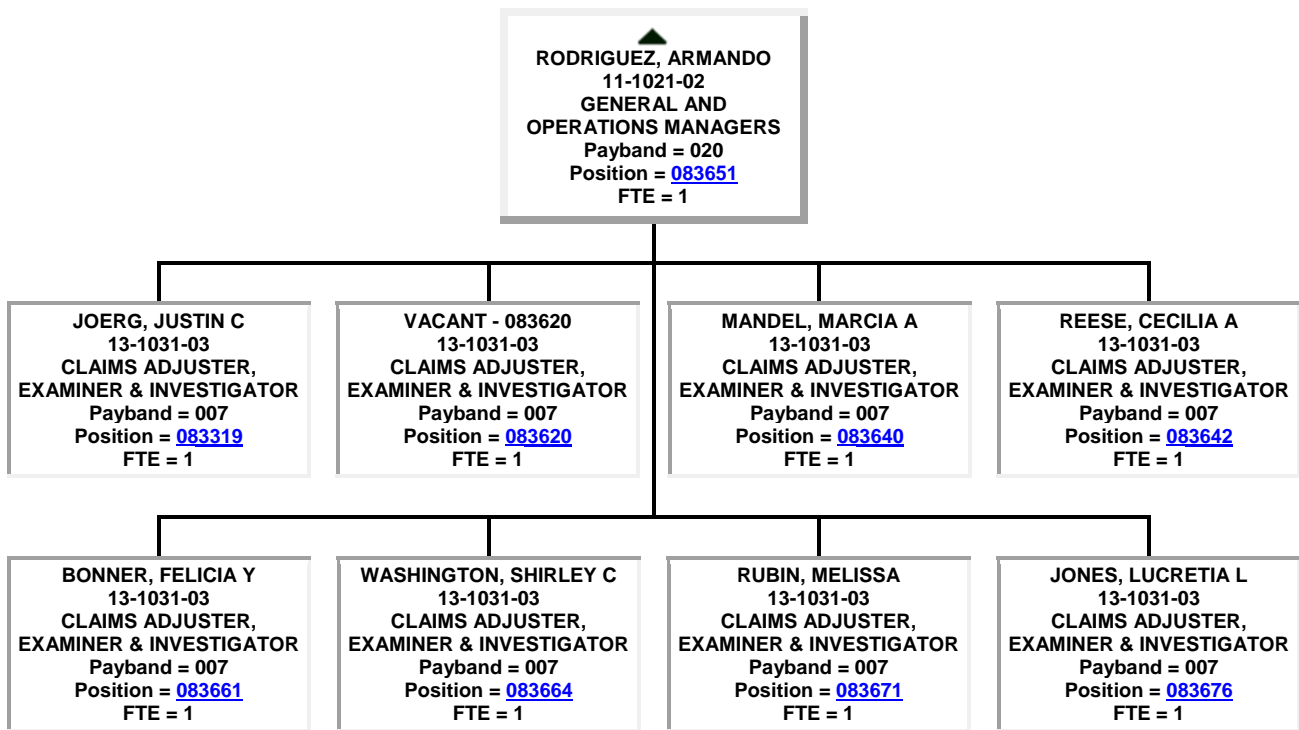 RODRIGUEZ, ARMANDO
11-1021-02
GENERAL AND
OPERATIONS MANAGERS
Payband = 020
Position = 083651
FTE = 1
JOERG, JUSTIN C
13-1031-03
CLAIMS ADJUSTER,
EXAMINER & INVESTIGATOR
Payband = 007
Position = 083319
FTE = 1
VACANT - 083620
13-1031-03
CLAIMS ADJUSTER,
EXAMINER & INVESTIGATOR
Payband = 007
Position = 083620
FTE = 1
MANDEL, MARCIA A
13-1031-03
CLAIMS ADJUSTER,
EXAMINER & INVESTIGATOR
Payband = 007
Position = 083640
FTE = 1
REESE, CECILIA A
13-1031-03
CLAIMS ADJUSTER,
EXAMINER & INVESTIGATOR
Payband = 007
Position = 083642
FTE = 1
BONNER, FELICIA Y
13-1031-03
CLAIMS ADJUSTER,
EXAMINER & INVESTIGATOR
Payband = 007
Position = 083661
FTE = 1
WASHINGTON, SHIRLEY C
13-1031-03
CLAIMS ADJUSTER,
EXAMINER & INVESTIGATOR
Payband = 007
Position = 083664
FTE = 1
RUBIN, MELISSA
13-1031-03
CLAIMS ADJUSTER,
EXAMINER & INVESTIGATOR
Payband = 007
Position = 083671
FTE = 1
JONES, LUCRETIA L
13-1031-03
CLAIMS ADJUSTER,
EXAMINER & INVESTIGATOR
Payband = 007
Position = 083676
FTE = 1